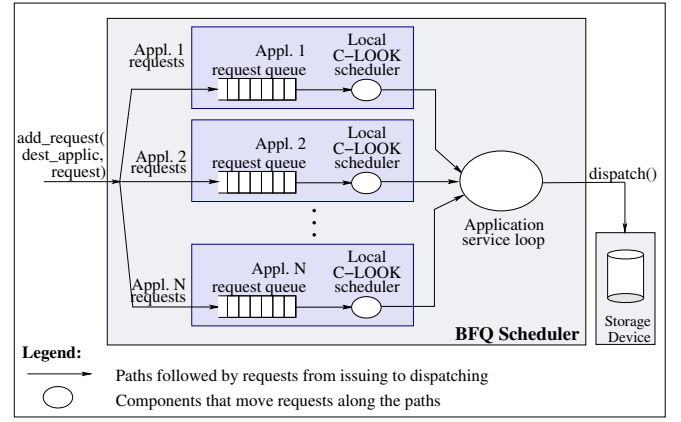 Appl. 1
requests
Appl. 1
request queue
Local
C−LOOK
scheduler
add_request(
dest_applic,
request)
Appl. 2
requests
Appl. 2
request queue
Local
C−LOOK
scheduler
dispatch()
Application
service loop
Appl. N
requests
Appl. N
request queue
Local
C−LOOK
scheduler
BFQ Scheduler
Storage
Device
Legend:
Paths followed by requests from issuing to dispatching
Components that move requests along the paths